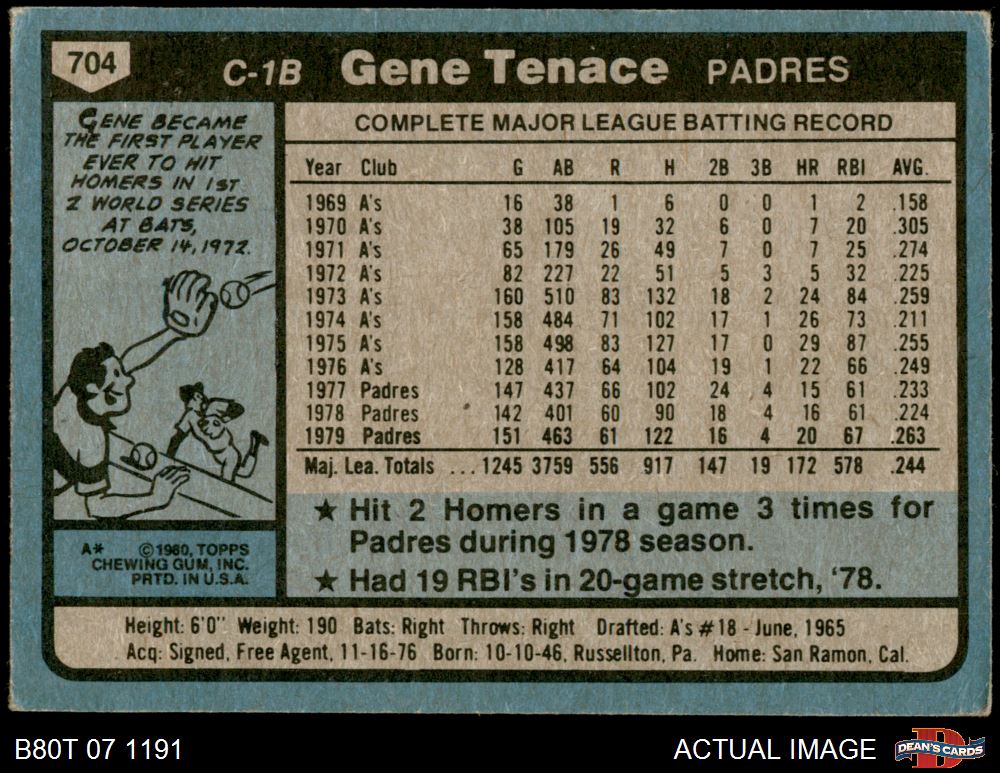 704 C-1B Gene Tenace PADRES
GENE BECAME
THE FIRST PLAYER
EVER TO HIT
HOMERS IN 1ST
2 WORLD SERIES
AT BATS,
OCTOBER 14, 1972.
A* ©1980, TOPPS
CHEWING GUM, INC.
PRTD. IN U.S.A.
COMPLETE MAJOR LEAGUE BATTING RECORD
Year Club G AB R H 2B 3B HR RBI AVG.
1969 A's 16 38 1 6 0 0 1 2 .158
1970 A's 38 105 19 32 6 0 7 20 .305
1971 A's 65 179 26 49 7 0 7 25 .274
1972 A's 82 227 22 51 5 3 5 32 .225
1973 A's 160 510 83 132 18 2 24 84 .259
1974 A's 158 484 71 102 17 1 26 73 .211
1975 A's 158 498 83 127 17 0 29 87 .255
1976 A's 128 417 64 104 19 1 22 66 .249
1977 Padres 147 437 66 102 24 4 15 61 .233
1978 Padres 142 401 60 90 18 4 16 61 .224
1979 Padres 151 463 61 122 16 4 20 67 .263
Maj. Lea. Totals ... 1245 3759 556 917 147 19 172 578 .244
★ Hit 2 Homers in a game 3 times for
Padres during 1978 season.
★ Had 19 RBI's in 20-game stretch, '78.
Height: 6'0" Weight: 190 Bats: Right Throws: Right Drafted: A's #18 - June, 1965
Acq: Signed, Free Agent, 11-16-76 Born: 10-10-46, Russellton, Pa. Home: San Ramon, Cal.
B80T 07 1191 ACTUAL IMAGE D DEAN'S CARDS